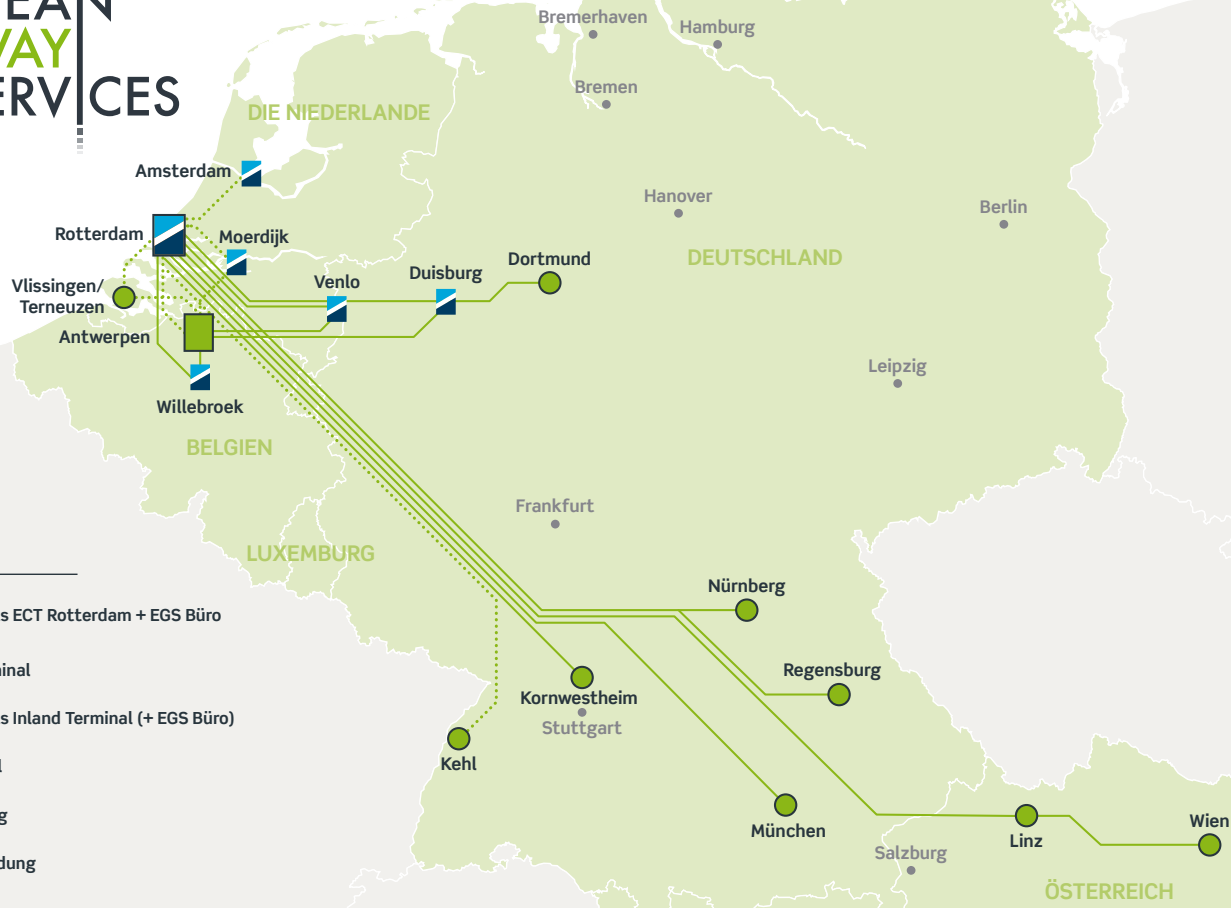 EAN
WAY
ERVICES
Bremerhaven
Hamburg
Bremen
DIE NIEDERLANDE
Amsterdam
Hanover
Berlin
Rotterdam
Moerdijk
DEUTSCHLAND
Dortmund
Duisburg
Venlo
Vlissingen/
Terneuzen
Antwerpen
Leipzig
Willebroek
BELGIEN
Frankfurt
LUXEMBURG
Nürnberg
s ECT Rotterdam + EGS Büro
Regensburg
inal
Kornwestheim
s Inland Terminal (+ EGS Büro)
Stuttgart
Kehl
l
g
Wien
München
Linz
Salzburg
dung
ÖSTERREICH